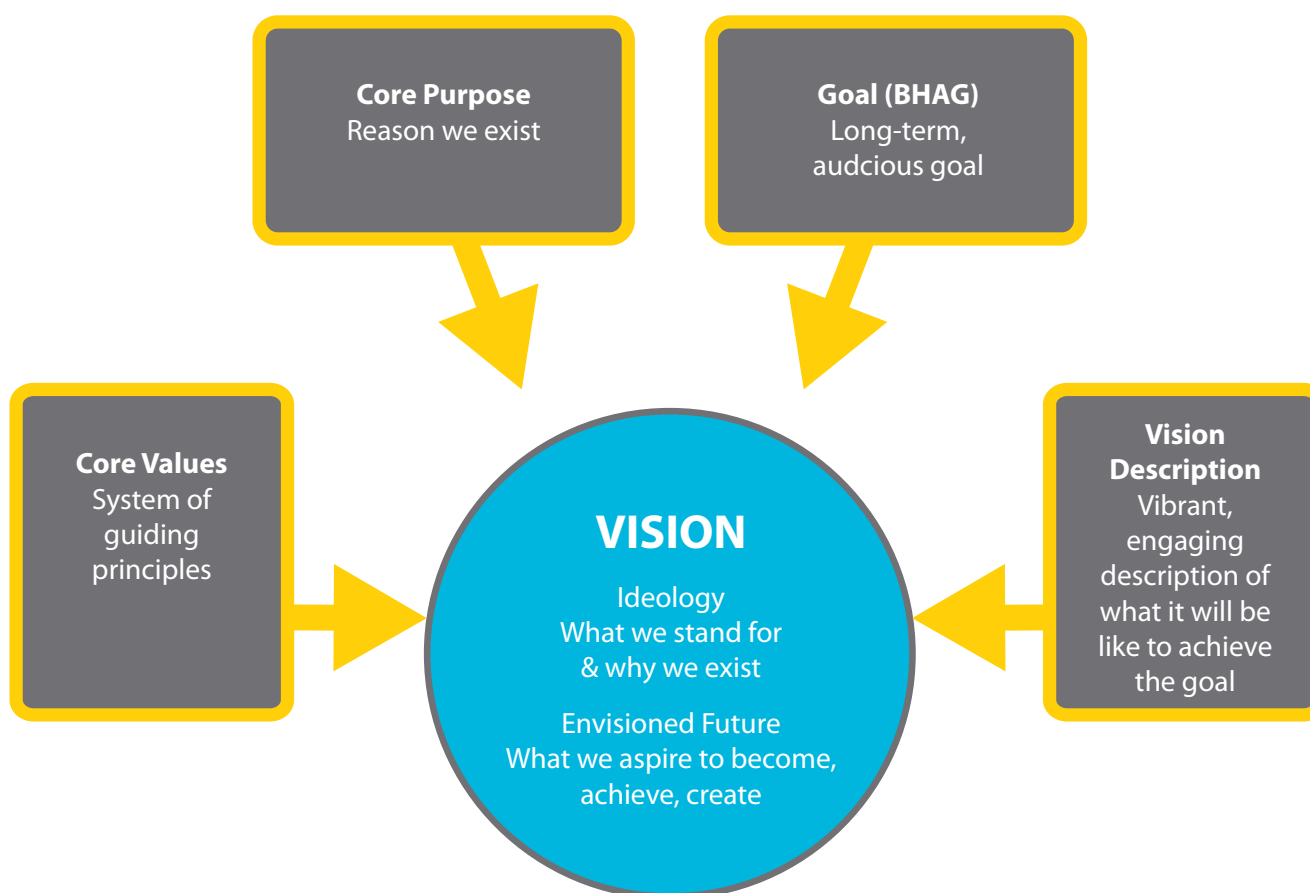 Core Purpose
Reason we exist
Goal (BHAG)
Long-term,
audcious goal
Core Values
System of
guiding
principles
VISION
Ideology
What we stand for
& why we exist
Envisioned Future
What we aspire to become,
achieve, create
Vision
Description
Vibrant,
engaging
description of
what it will be
like to achieve
the goal